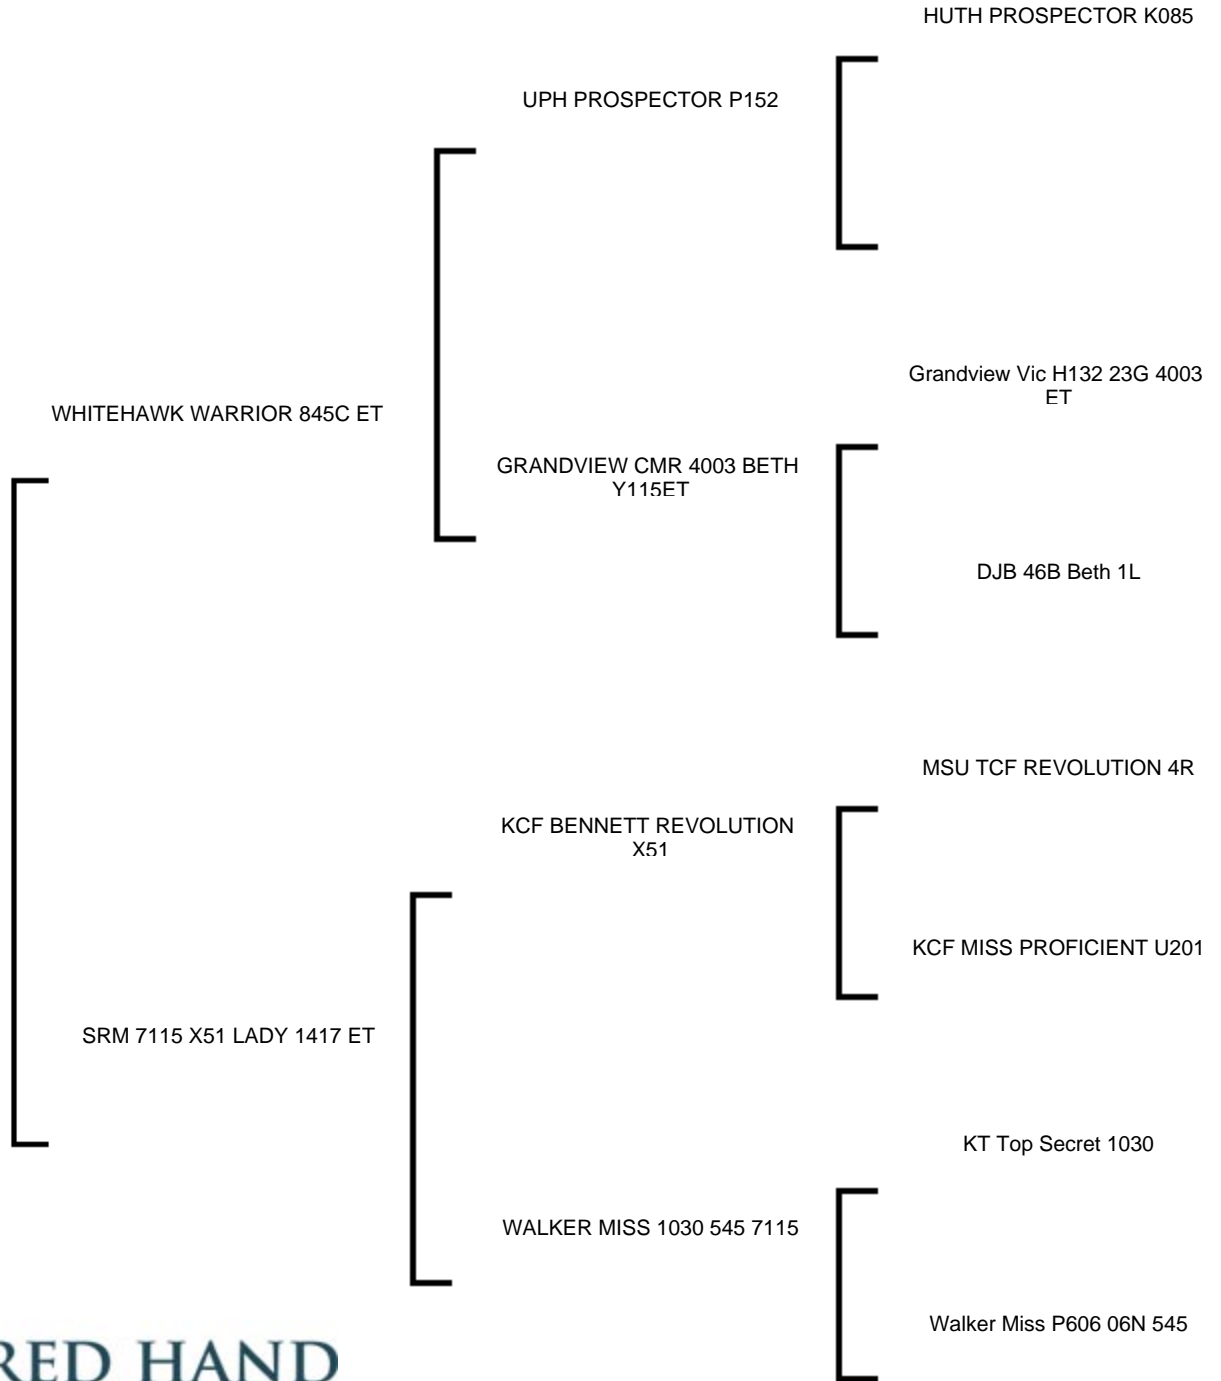 HUTH PROSPECTOR K085
UPH PROSPECTOR P152
Grandview Vic H132 23G 4003
ET
WHITEHAWK WARRIOR 845C ET
GRANDVIEW CMR 4003 BETH
Y115ET
DJB 46B Beth 1L
MSU TCF REVOLUTION 4R
KCF BENNETT REVOLUTION
X51
KCF MISS PROFICIENT U201
SRM 7115 X51 LADY 1417 ET
KT Top Secret 1030
WALKER MISS 1030 545 7115
Walker Miss P606 06N 545
RED HAND